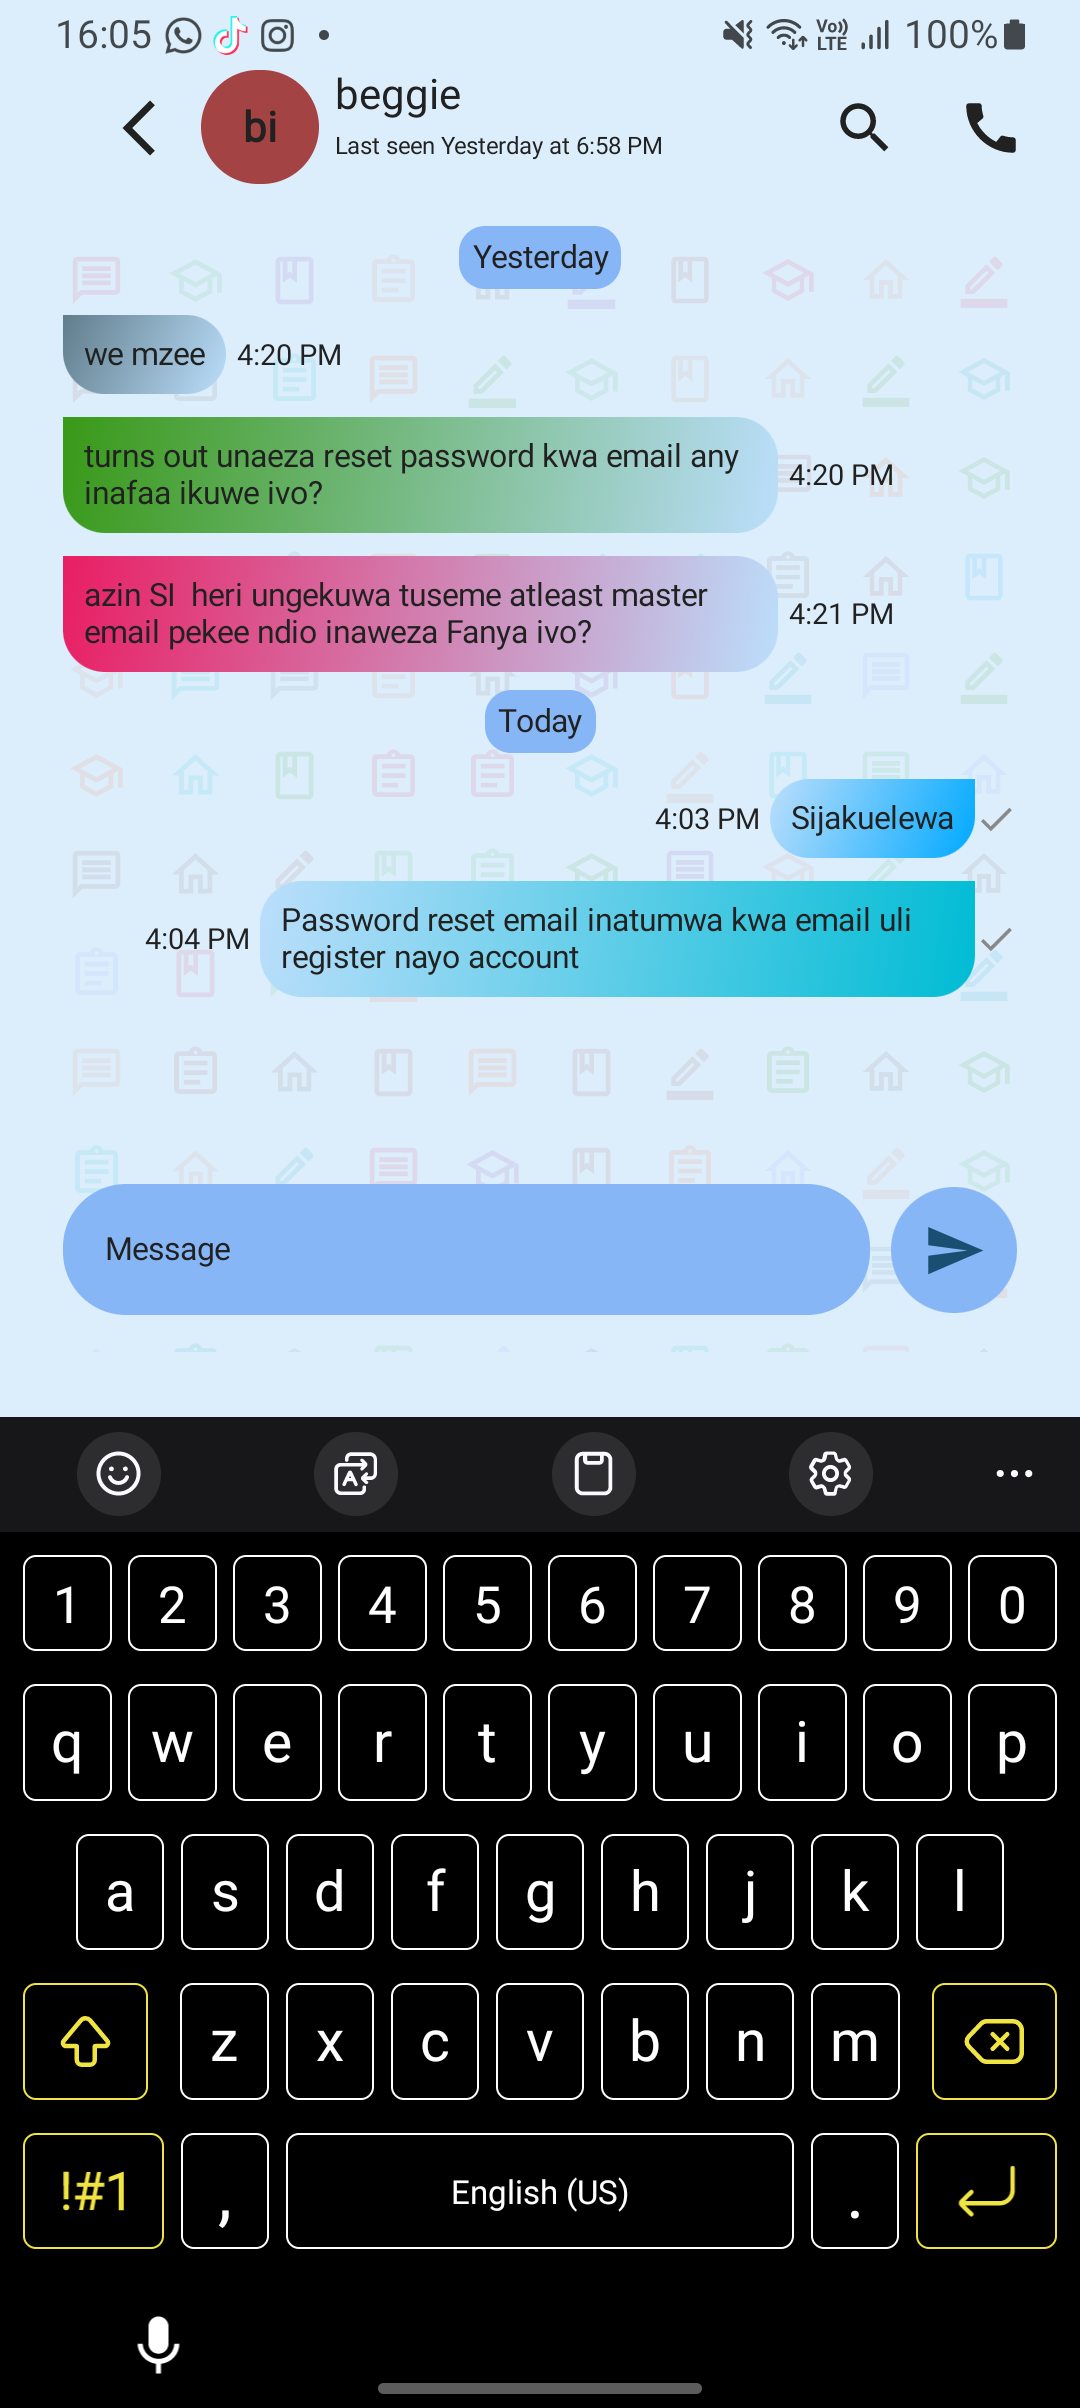 16:05
Vo))
LTE
100%
bi
beggie
Last seen Yesterday at 6:58 PM
Yesterday
we mzee
4:20 PM
turns out unaeza reset password kwa email any
inafaa ikuwe ivo?
4:20 PM
azin SI  heri ungekuwa tuseme atleast master
email pekee ndio inaweza Fanya ivo?
4:21 PM
Today
4:03 PM
Sijakuelewa
4:04 PM
Password reset email inatumwa kwa email uli
register nayo account
Message
1 2 3 4 5 6 7 8 9 0
q w e r t y u i o p
a s d f g h j k l
z x c v b n m
!#1 , English (US) .